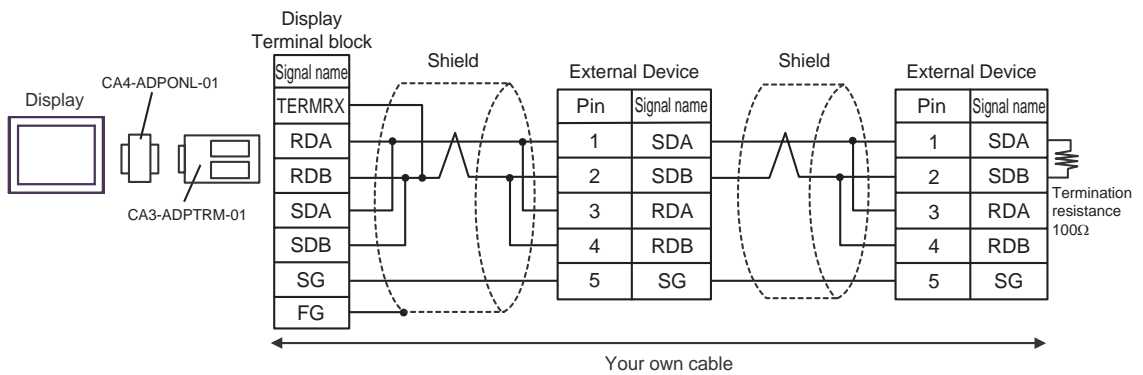 Display
Terminal block
Shield
External Device
Shield
External Device
Display
CA4-ADPONL-01
CA3-ADPTRM-01
Signal name
TERMRX
RDA
RDB
SDA
SDB
SG
FG
Pin Signal name
1 SDA
2 SDB
3 RDA
4 RDB
5 SG
Pin Signal name
1 SDA
2 SDB
3 RDA
4 RDB
5 SG
Termination
resistance
100Ω
Your own cable